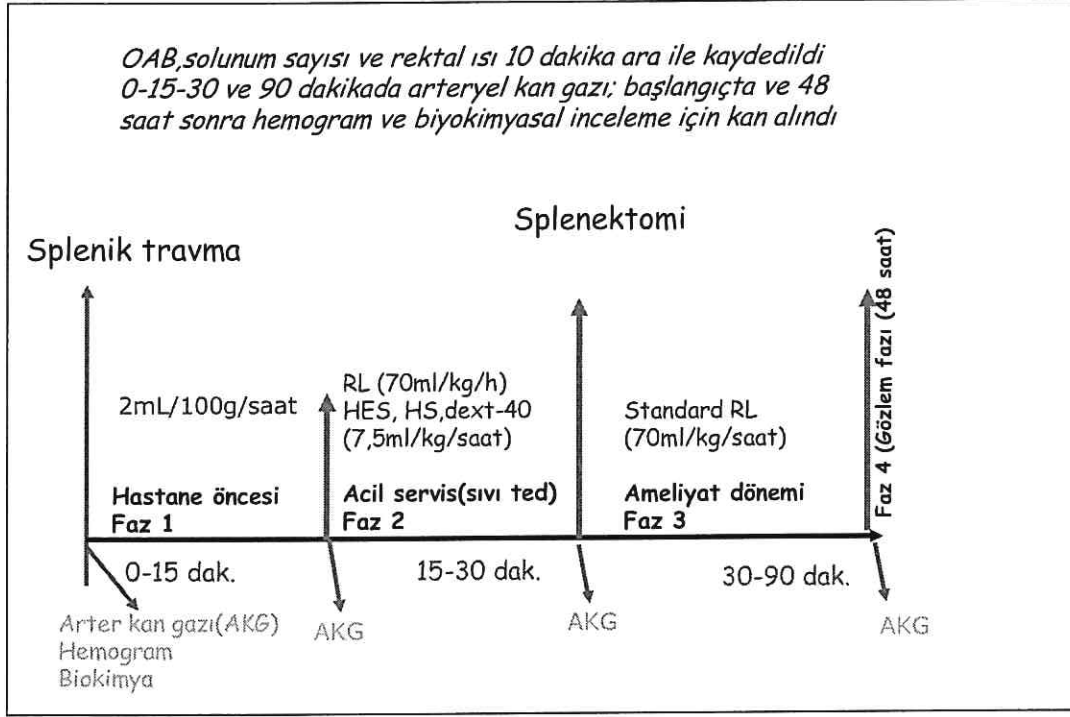 OAB,solunum sayısı ve rektal ısı 10 dakika ara ile kaydedildi
0-15-30 ve 90 dakikada arteryel kan gazı; başlangıçta ve 48
saat sonra hemogram ve biyokimyasal inceleme için kan alındı
Splenektomi
Splenik travma
2mL/100g/saat
RL (70ml/kg/h)
HES, HS,dext-40
(7,5ml/kg/saat)
Standard RL
(70ml/kg/saat)
Faz 4 (Gözlem fazı (48 saat)
Hastane öncesi
Faz 1
Acil servis(sıvı ted)
Faz 2
Ameliyat dönemi
Faz 3
0-15 dak.
15-30 dak.
30-90 dak.
Arter kan gazı(AKG)
Hemogram
Biokimya
AKG
AKG
AKG